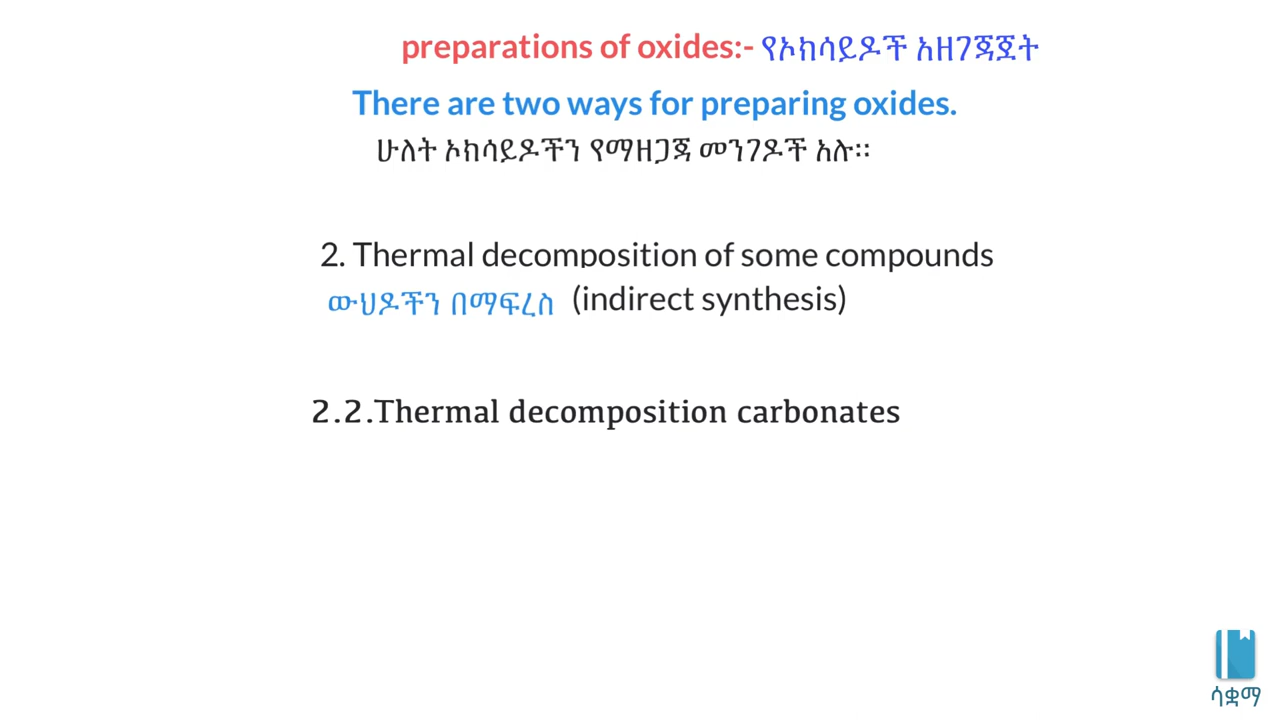 preparations of oxides:- የኦክሳይዶች አዘገጃጀት
There are two ways for preparing oxides.
ሁለት ኦክሳይዶችን የማዘጋጃ መንገዶች አሉ፡፡
2. Thermal decomposition of some compounds
ውህዶችን በማፍረስ (indirect synthesis)
2.2.Thermal decomposition carbonates
ሳቋማ